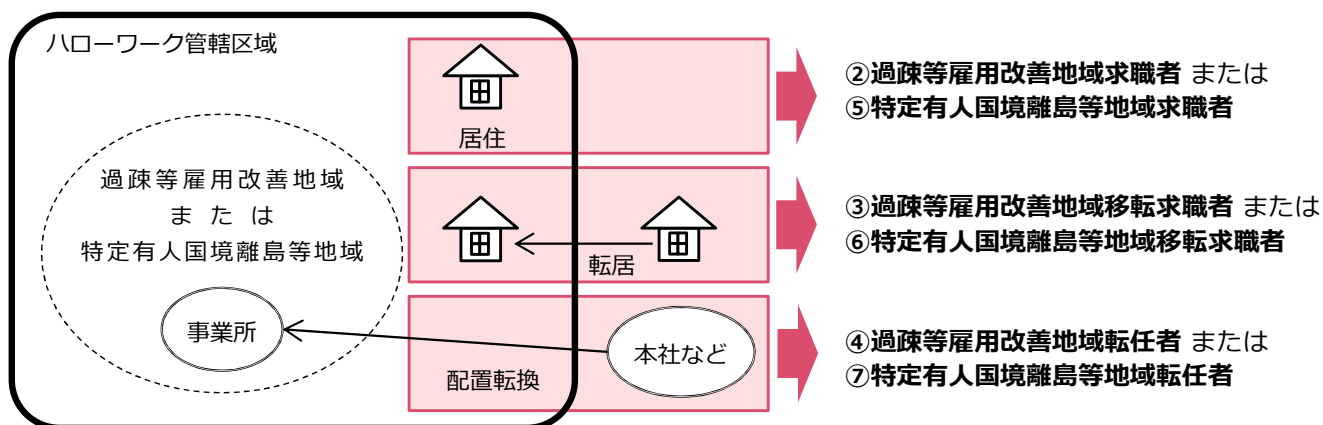 ハローワーク管轄区域
居住
②過疎等雇用改善地域求職者 または
⑤特定有人国境離島等地域求職者
過疎等雇用改善地域
または
特定有人国境離島等地域
転居
③過疎等雇用改善地域移転求職者 または
⑥特定有人国境離島等地域移転求職者
事業所
本社など
配置転換
④過疎等雇用改善地域転任者 または
⑦特定有人国境離島等地域転任者